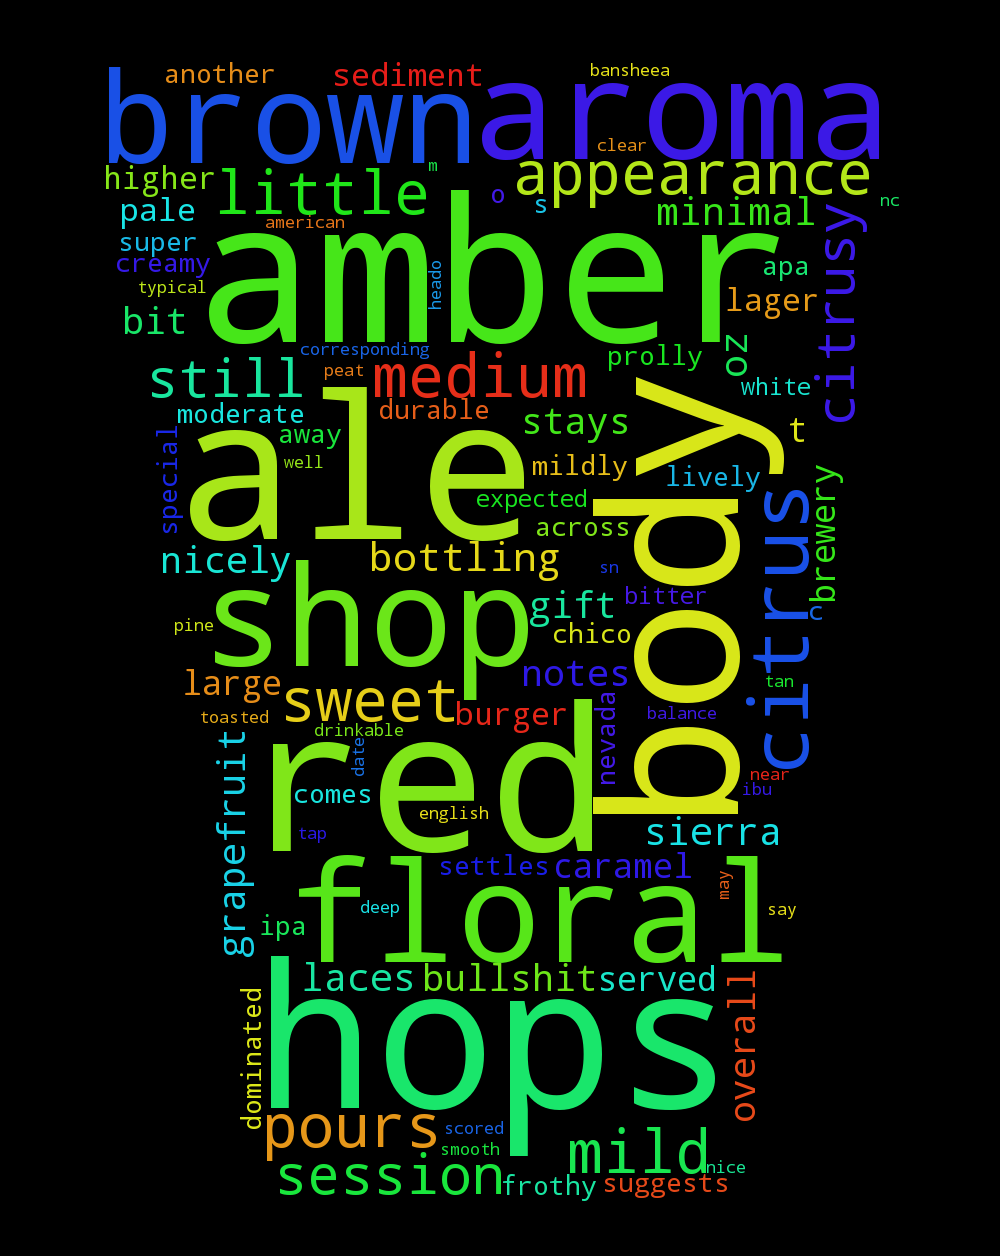 bansheea
another
sediment
brown
aroma
clear
m
higher
little
appearance
o
s
nc
pale
american
minimal
citrusy
super
amber
creamy
heado
apa
typical
lager
bit
corresponding
prolly
oz
peat
still
medium
white
moderate
durable
stays
t
away
ale
special
well
mildly
lively
body
expected
across
brewery
citrus
nicely
bottling
sn
shop
gift
bitter
c
pine
chico
large
sweet
notes
tan
toasted
burger
nevada
balance
drinkable
red
date
near
grapefruit
comes
ibu
english
tap
sierra
settles
caramel
floral
may
deep
say
ipa
laces
bullshit
served
dominated
hops
overall
pours
scored
smooth
mild
nice
session
frothy
suggests